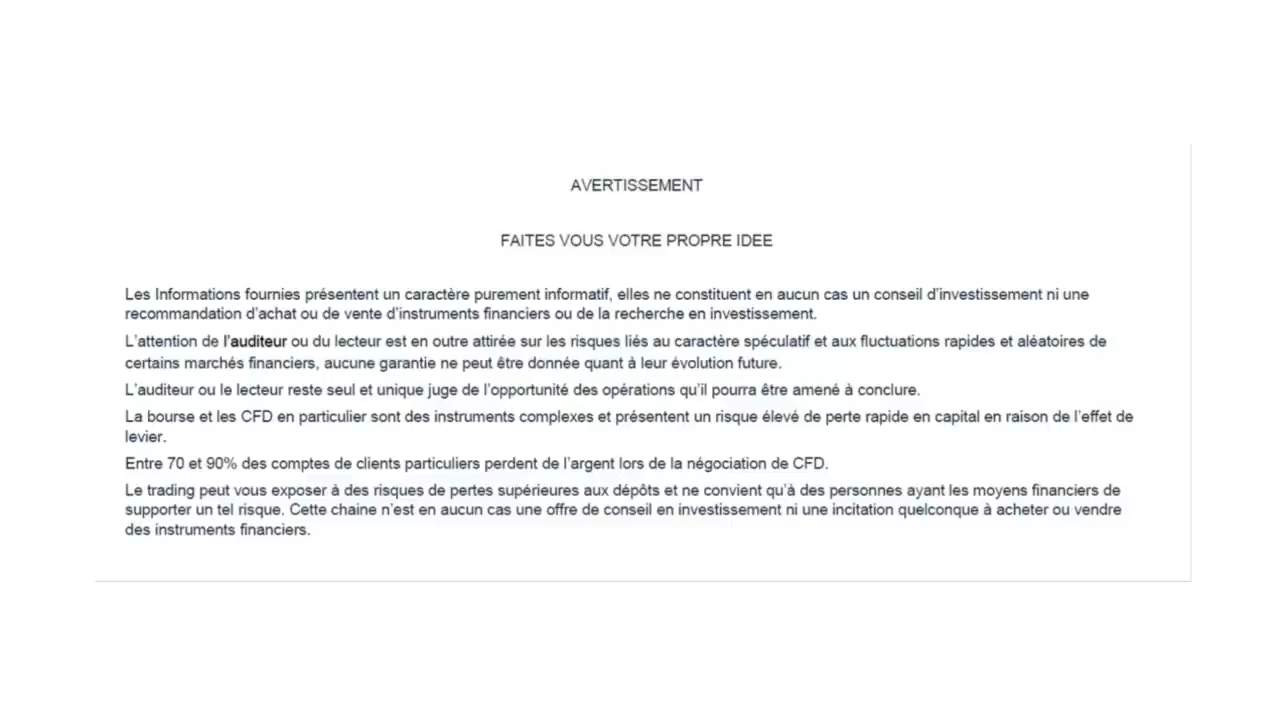 AVERTISSEMENT
FAITES VOUS VOTRE PROPRE IDEE
Les Informations fournies présentent un caractère purement informatif, elles ne constituent en aucun cas un conseil d’investissement ni une
recommandation d’achat ou de vente d’instruments financiers ou de la recherche en investissement.
L’attention de l’auditeur ou du lecteur est en outre attirée sur les risques liés au caractère spéculatif et aux fluctuations rapides et aléatoires de
certains marchés financiers, aucune garantie ne peut être donnée quant à leur évolution future.
L’auditeur ou le lecteur reste seul et unique juge de l’opportunité des opérations qu’il pourra être amené à conclure.
La bourse et les CFD en particulier sont des instruments complexes et présentent un risque élevé de perte rapide en capital en raison de l’effet de
levier.
Entre 70 et 90% des comptes de clients particuliers perdent de l’argent lors de la négociation de CFD.
Le trading peut vous exposer à des risques de pertes supérieures aux dépôts et ne convient qu’à des personnes ayant les moyens financiers de
supporter un tel risque. Cette chaine n’est en aucun cas une offre de conseil en investissement ni une incitation quelconque à acheter ou vendre
des instruments financiers.